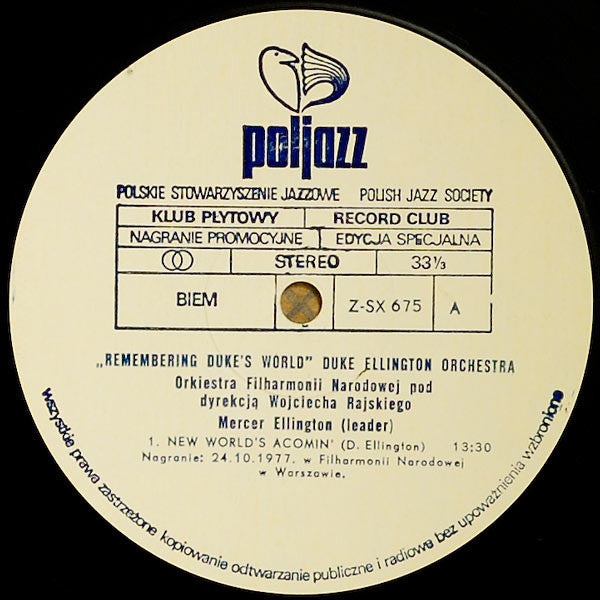 poljazz
POLSKIE STOWARZYSZENIE JAZZOWE POLISH JAZZ SOCIETY
KLUB PŁYTOWY RECORD CLUB
NAGRANIE PROMOCYJNE EDYCJA SPECJALNA
STEREO 33 1/3
BIEM Z-SX 675 A
„REMEMBERING DUKE'S WORLD” DUKE ELLINGTON ORCHESTRA
Orkiestra Filharmonii Narodowej pod
dyrekcją Wojciecha Rajskiego
Mercer Ellington (leader)
1. NEW WORLD'S ACOMIN' (D. Ellington) 13:30
Nagranie: 24.10.1977. w Filharmonii Narodowej
w Warszawie.
wszystkie prawa zastrzeżone kopiowanie odtwarzanie publiczne i radiowe bez upoważnienia wzbronione